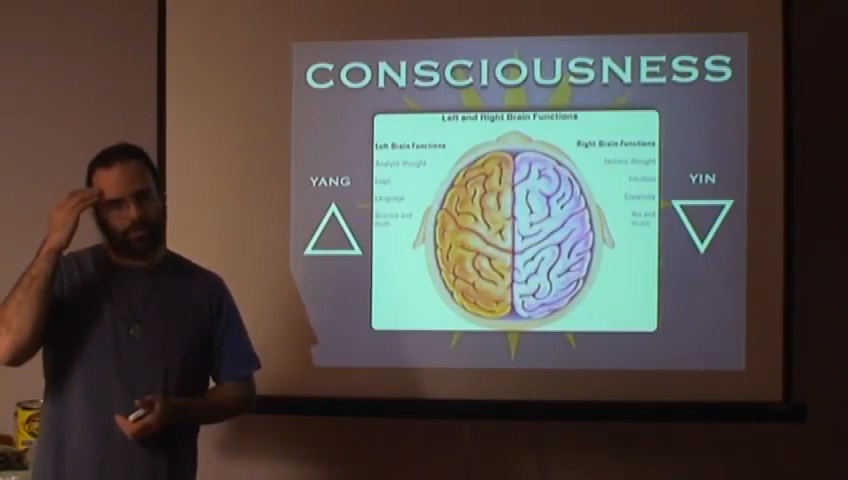 CONSCIOUSNESS
Left and Right Brain Functions
Left Brain Functions
Analytic thought
Logic
Language
Science and
math
Right Brain Functions
Holistic thought
Intuition
Creativity
Art and
music
YANG
YIN